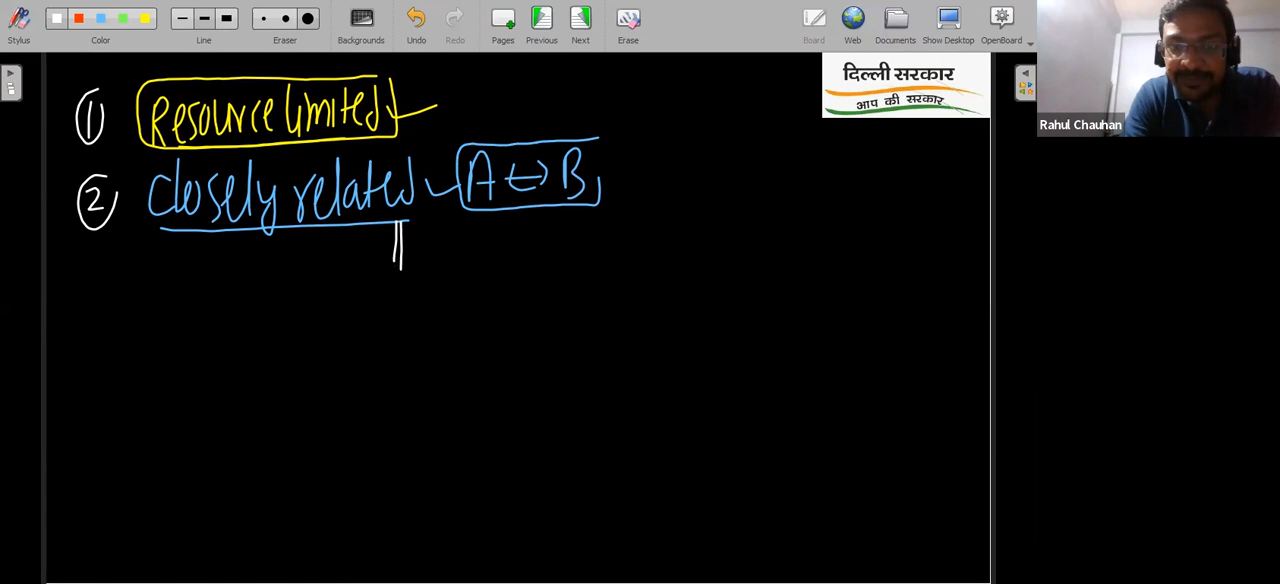 Stylus
Color
Line
Eraser
Backgrounds
Undo
Redo
Pages
Previous
Next
Erase
Board
Web
Documents
Show Desktop
OpenBoard
दिल्ली सरकार
आप की सरकार
Rahul Chauhan
① Resource limited
② Closely related A ↔ B